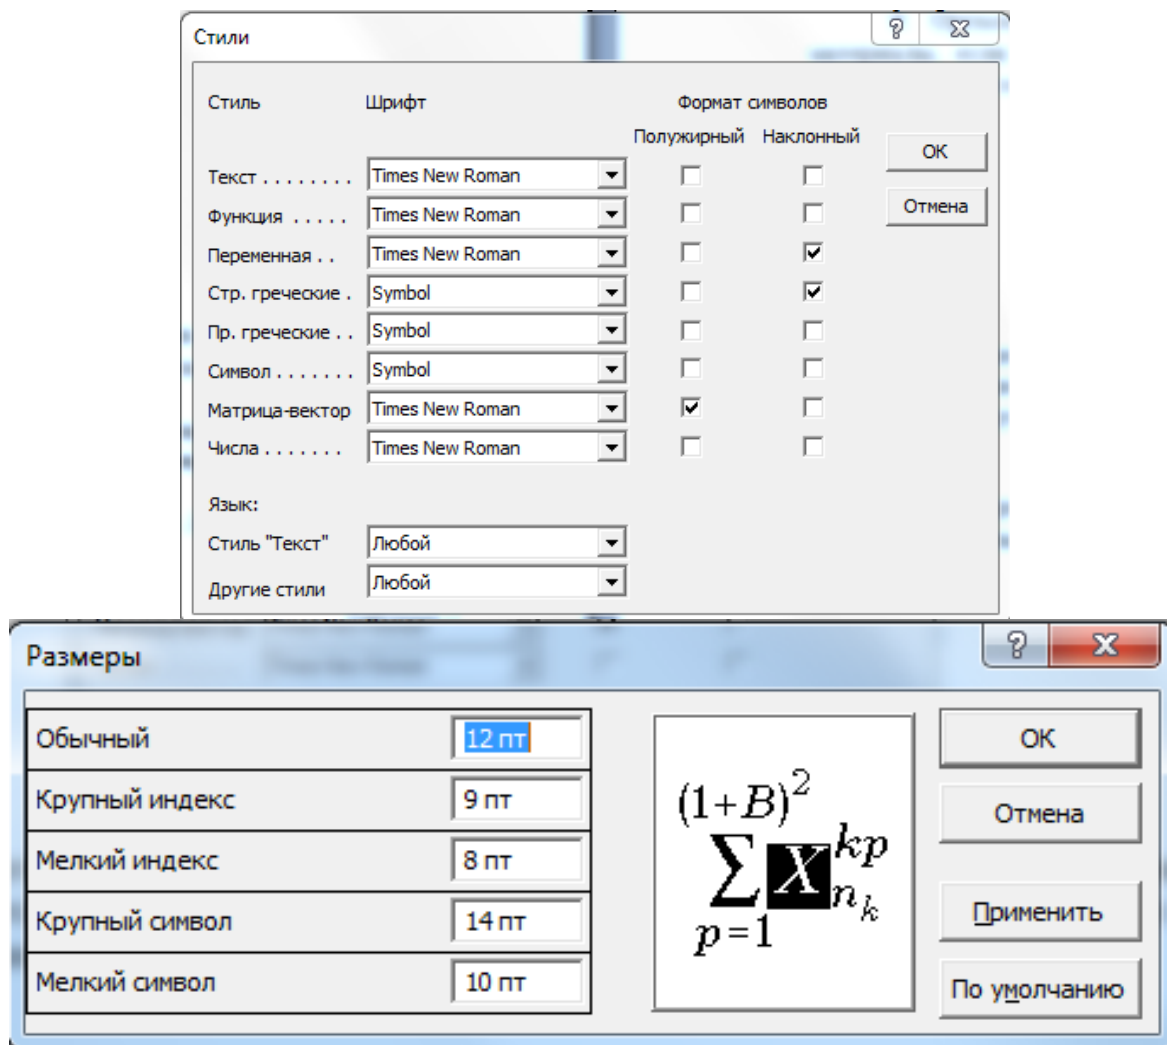 Стили
Стиль Шрифт Формат символов
Полужирный Наклонный
OK
Текст . . . . . . . . Times New Roman
Отмена
Функция . . . . . Times New Roman
Переменная . . Times New Roman
Стр. греческие . Symbol
Пр. греческие . . Symbol
Символ . . . . . . . Symbol
Матрица-вектор Times New Roman
Числа . . . . . . . Times New Roman
Язык:
Стиль "Текст" Любой
Другие стили Любой
Размеры
Обычный 12 пт
OK
Крупный индекс 9 пт
Отмена
Мелкий индекс 8 пт
Крупный символ 14 пт
Применить
Мелкий символ 10 пт
По умолчанию
(1+B)²
∑ X kp
n k
p=1